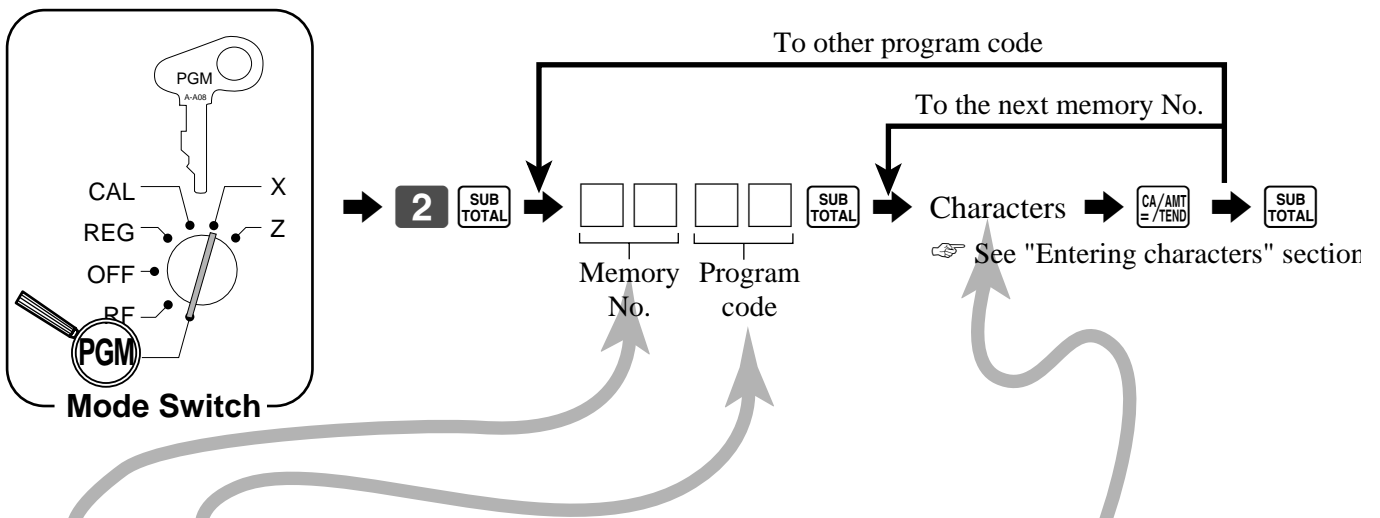 To other program code
To the next memory No.
PGM
A-A08
CAL
X
REG
Z
OFF
RF
PGM
Mode Switch
2
SUB TOTAL
SUB TOTAL
Characters
CA/AMT
= /TEND
SUB TOTAL
☞ See "Entering characters" section
Memory No.
Program code